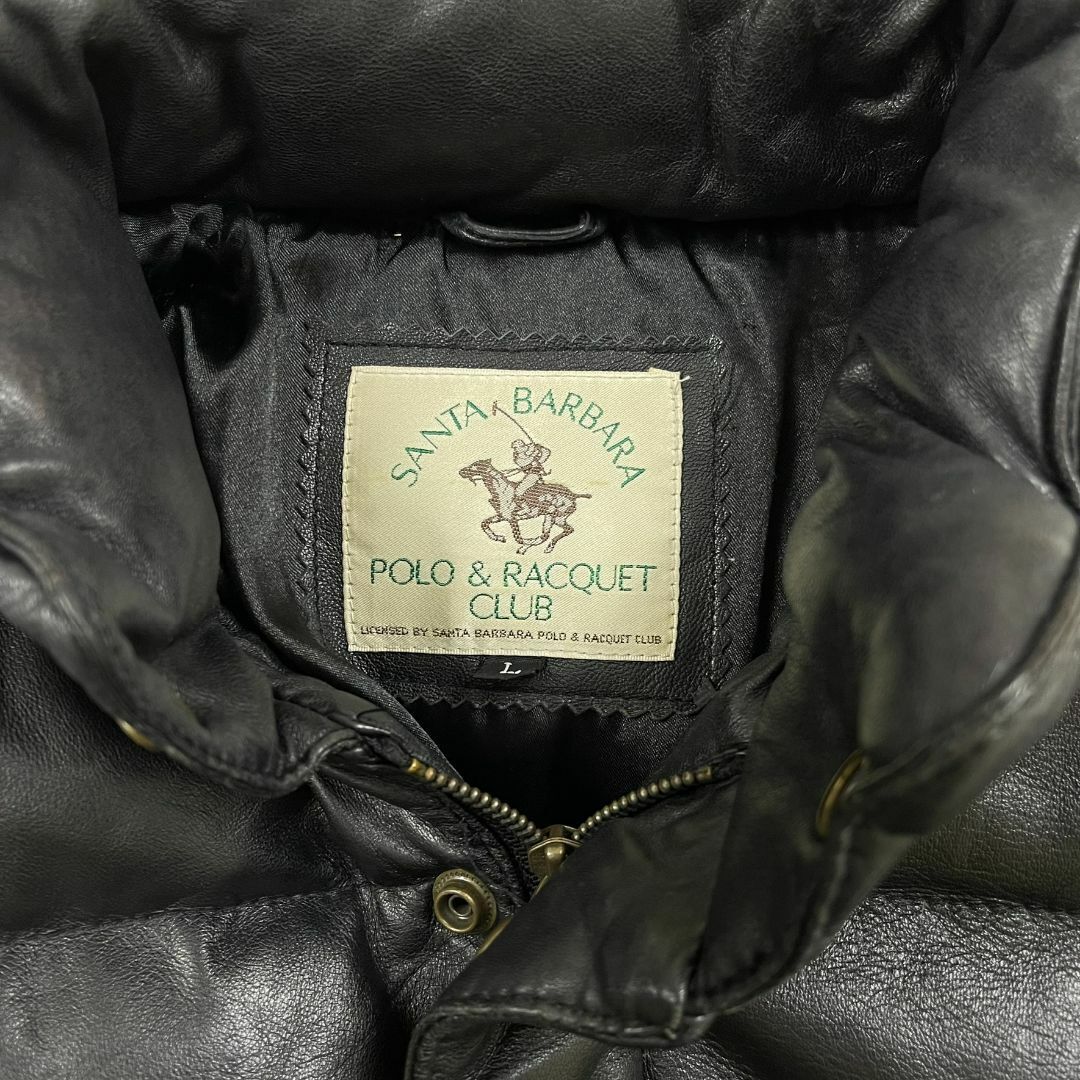 SANTA BARBARA
POLO & RACQUET
CLUB
LICENSED BY SANTA BARBARA POLO & RACQUET CLUB
L